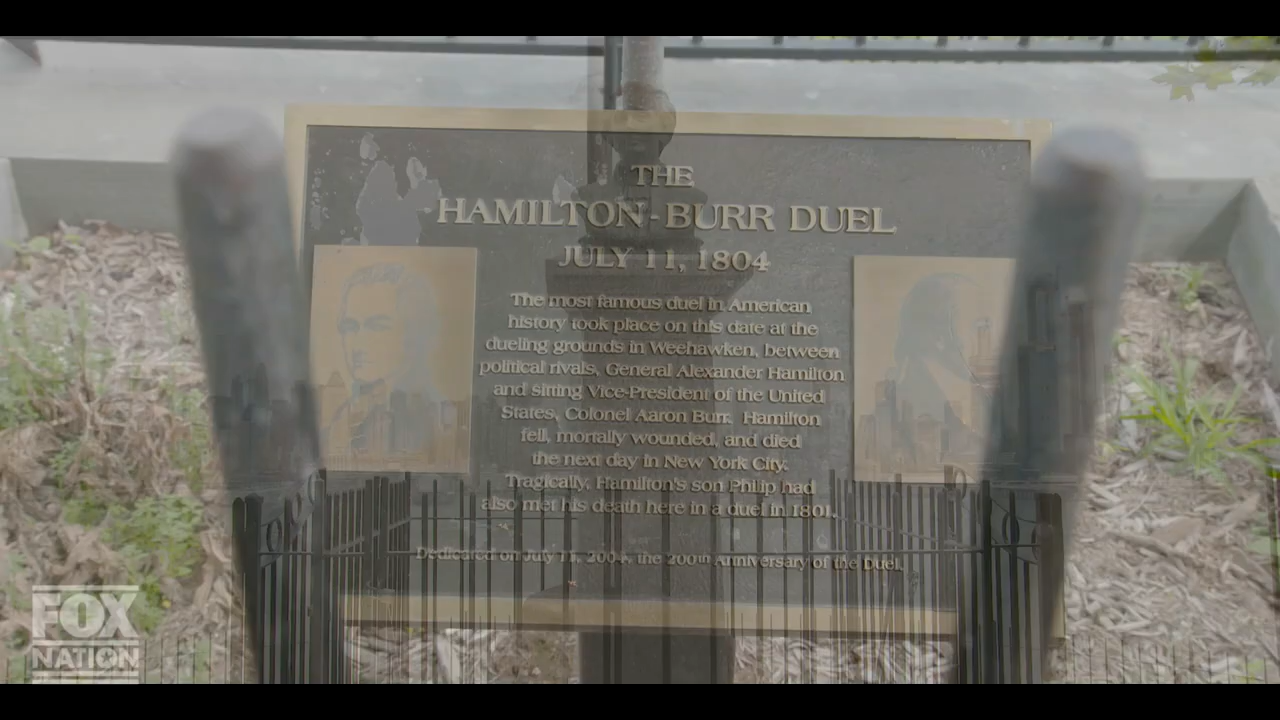 THE
HAMILTON-BURR DUEL
JULY 11, 1804
The most famous duel in American
history took place on this date at the
dueling grounds in Weehawken, between
political rivals, General Alexander Hamilton
and sitting Vice-President of the United
States, Colonel Aaron Burr. Hamilton
fell, mortally wounded, and died
the next day in New York City.
Tragically, Hamilton's son Philip had
also met his death here in a duel in 1801.
Dedicated on July 11, 2004, the 200th Anniversary of the Duel.
FOX
NATION